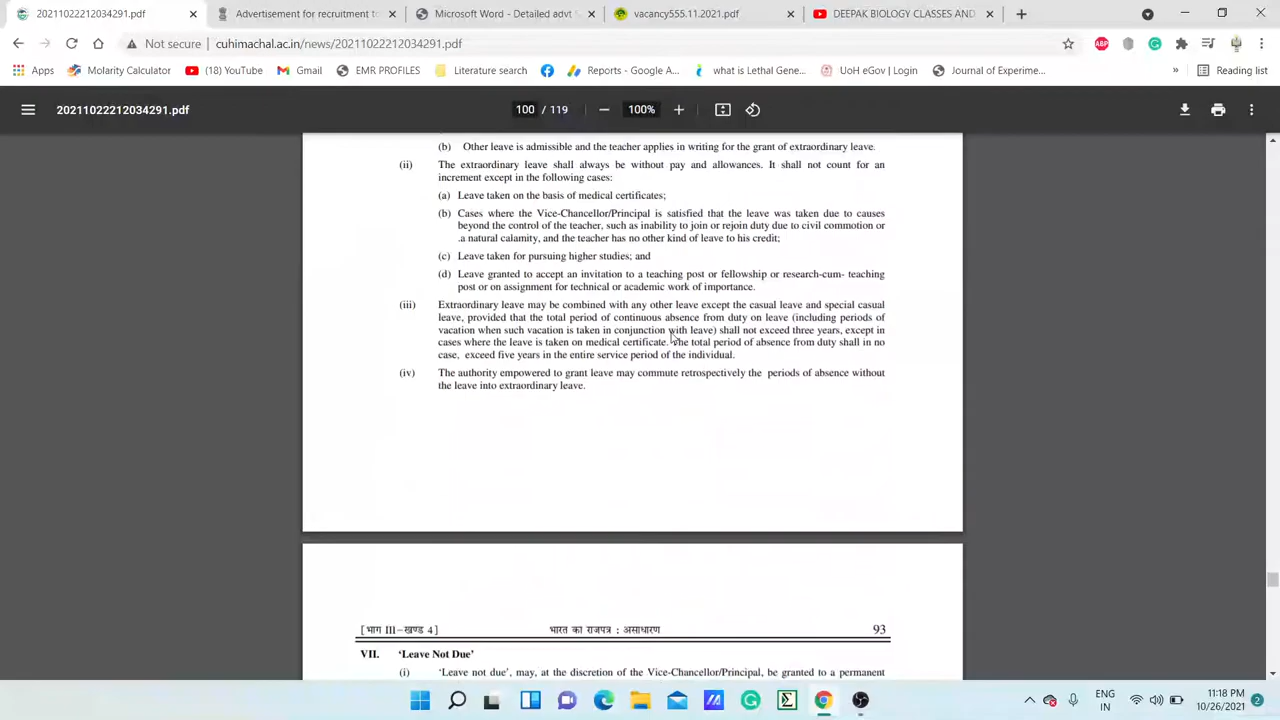 20211022212034291.pdf
Advertisement for recruitment t
Microsoft Word - Detailed advt
vacancy555.11.2021.pdf
DEEPAK BIOLOGY CLASSES AND
Not secure | cuhimachal.ac.in/news/20211022212034291.pdf
Apps
Molarity Calculator
(18) YouTube
Gmail
EMR PROFILES
Literature search
Reports - Google A...
what is Lethal Gene...
UoH eGov | Login
Journal of Experime...
»
Reading list
20211022212034291.pdf
100 / 119
100%
(b) Other leave is admissible and the teacher applies in writing for the grant of extraordinary leave.
(ii) The extraordinary leave shall always be without pay and allowances. It shall not count for an
increment except in the following cases:
(a) Leave taken on the basis of medical certificates;
(b) Cases where the Vice-Chancellor/Principal is satisfied that the leave was taken due to causes
beyond the control of the teacher, such as inability to join or rejoin duty due to civil commotion or
.a natural calamity, and the teacher has no other kind of leave to his credit;
(c) Leave taken for pursuing higher studies; and
(d) Leave granted to accept an invitation to a teaching post or fellowship or research-cum- teaching
post or on assignment for technical or academic work of importance.
(iii) Extraordinary leave may be combined with any other leave except the casual leave and special casual
leave, provided that the total period of continuous absence from duty on leave (including periods of
vacation when such vacation is taken in conjunction with leave) shall not exceed three years, except in
cases where the leave is taken on medical certificate. The total period of absence from duty shall in no
case, exceed five years in the entire service period of the individual.
(iv) The authority empowered to grant leave may commute retrospectively the periods of absence without
the leave into extraordinary leave.
[भाग III-खण्ड 4] भारत का राजपत्र : असाधारण 93
VII. ‘Leave Not Due’
(i) ‘Leave not due’, may, at the discretion of the Vice-Chancellor/Principal, be granted to a permanent
ENG
IN
11:18 PM
10/26/2021
2